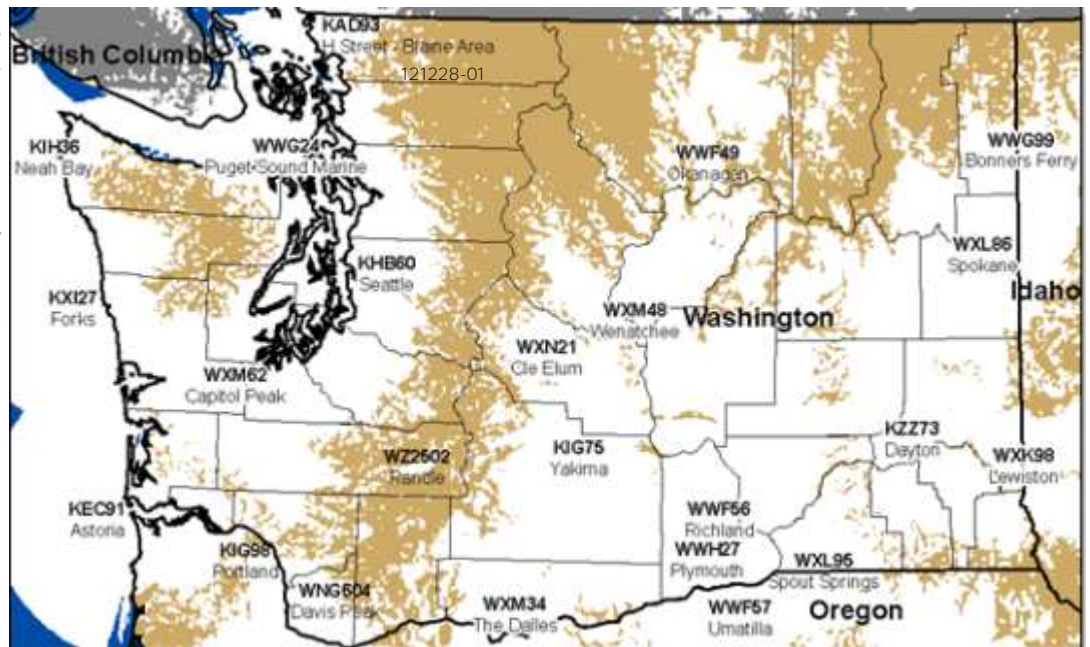 KAD93
H Street - Blaine Area
British Columbia
121228-01
KIH36
Neah Bay
WWG24
Puget Sound Marine
WWF49
Okanagan
WWG99
Bonners Ferry
WXL86
Spokane
KHB60
Seattle
KXI27
Forks
Idaho
WXM48
Wenatchee
Washington
WXN21
Cle Elum
WXM62
Capitol Peak
KZZ73
Dayton
KIG75
Yakima
WZ2502
Randle
WXK98
Lewiston
KEC91
Astoria
WWF56
Richland
KIG98
Portland
WWH27
Plymouth
WXL95
Spout Springs
WNG604
Davis Peak
WXM34
The Dalles
WWF57
Umatilla
Oregon